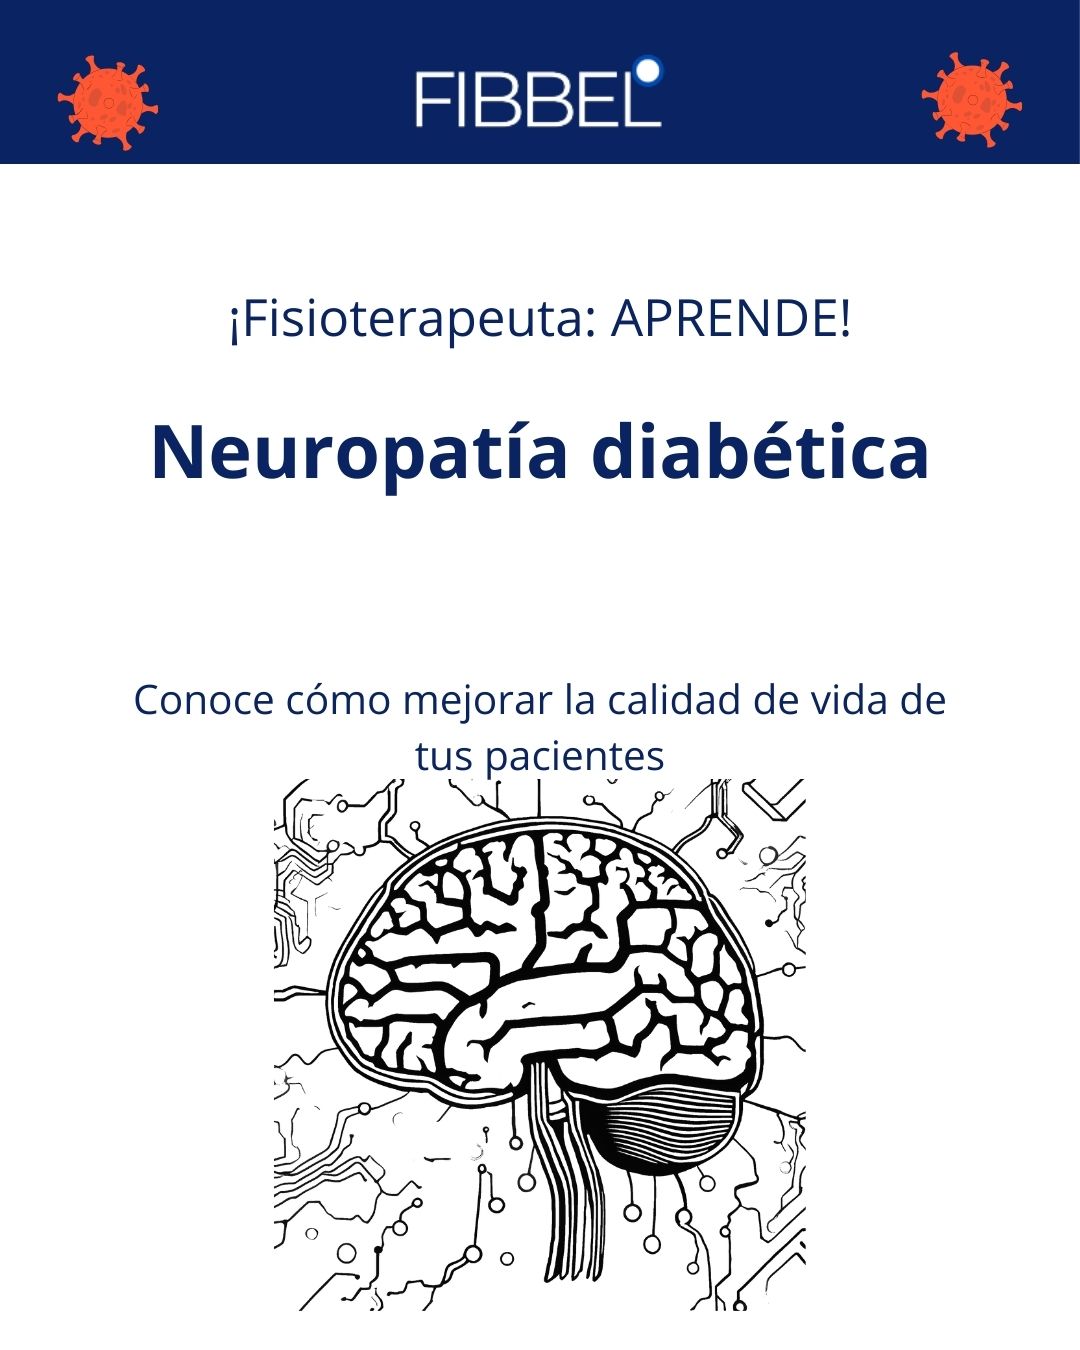 FIBBEL
¡Fisioterapeuta: APRENDE!
Neuropatía diabética
Conoce cómo mejorar la calidad de vida de
tus pacientes